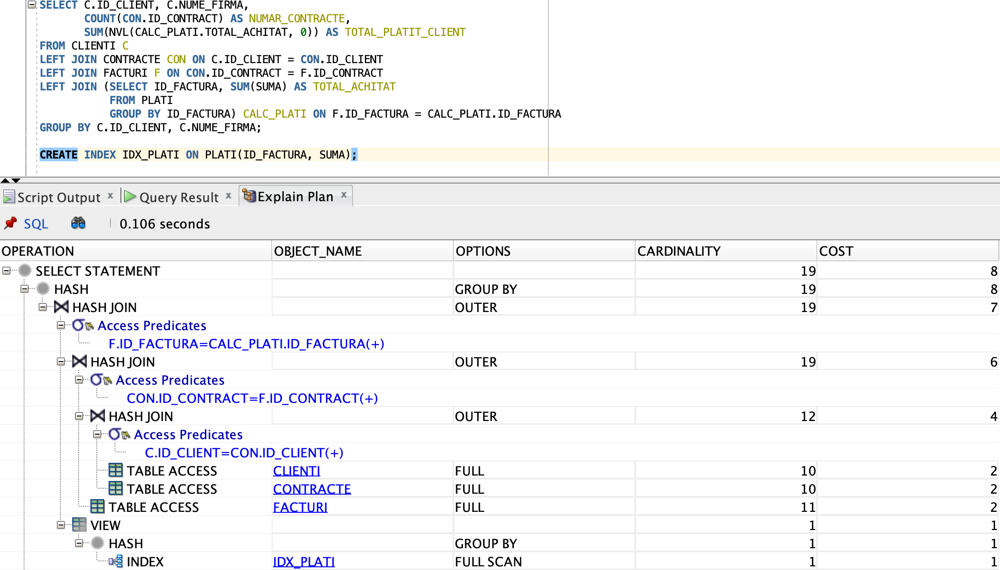 SELECT C.ID_CLIENT, C.NUME_FIRMA,
COUNT(CON.ID_CONTRACT) AS NUMAR_CONTRACTE,
SUM(NVL(CALC_PLATI.TOTAL_ACHITAT, 0)) AS TOTAL_PLATIT_CLIENT
FROM CLIENTI C
LEFT JOIN CONTRACTE CON ON C.ID_CLIENT = CON.ID_CLIENT
LEFT JOIN FACTURI F ON CON.ID_CONTRACT = F.ID_CONTRACT
LEFT JOIN (SELECT ID_FACTURA, SUM(SUMA) AS TOTAL_ACHITAT
FROM PLATI
GROUP BY ID_FACTURA) CALC_PLATI ON F.ID_FACTURA = CALC_PLATI.ID_FACTURA
GROUP BY C.ID_CLIENT, C.NUME_FIRMA;
CREATE INDEX IDX_PLATI ON PLATI(ID_FACTURA, SUMA);
Script Output x Query Result x Explain Plan x
SQL 0.106 seconds
OPERATION OBJECT_NAME OPTIONS CARDINALITY COST
SELECT STATEMENT 19 8
HASH GROUP BY 19 8
HASH JOIN OUTER 19 7
Access Predicates
F.ID_FACTURA=CALC_PLATI.ID_FACTURA(+)
HASH JOIN OUTER 19 6
Access Predicates
CON.ID_CONTRACT=F.ID_CONTRACT(+)
HASH JOIN OUTER 12 4
Access Predicates
C.ID_CLIENT=CON.ID_CLIENT(+)
TABLE ACCESS CLIENTI FULL 10 2
TABLE ACCESS CONTRACTE FULL 10 2
TABLE ACCESS FACTURI FULL 11 2
VIEW 1 1
HASH GROUP BY 1 1
INDEX IDX_PLATI FULL SCAN 1 1